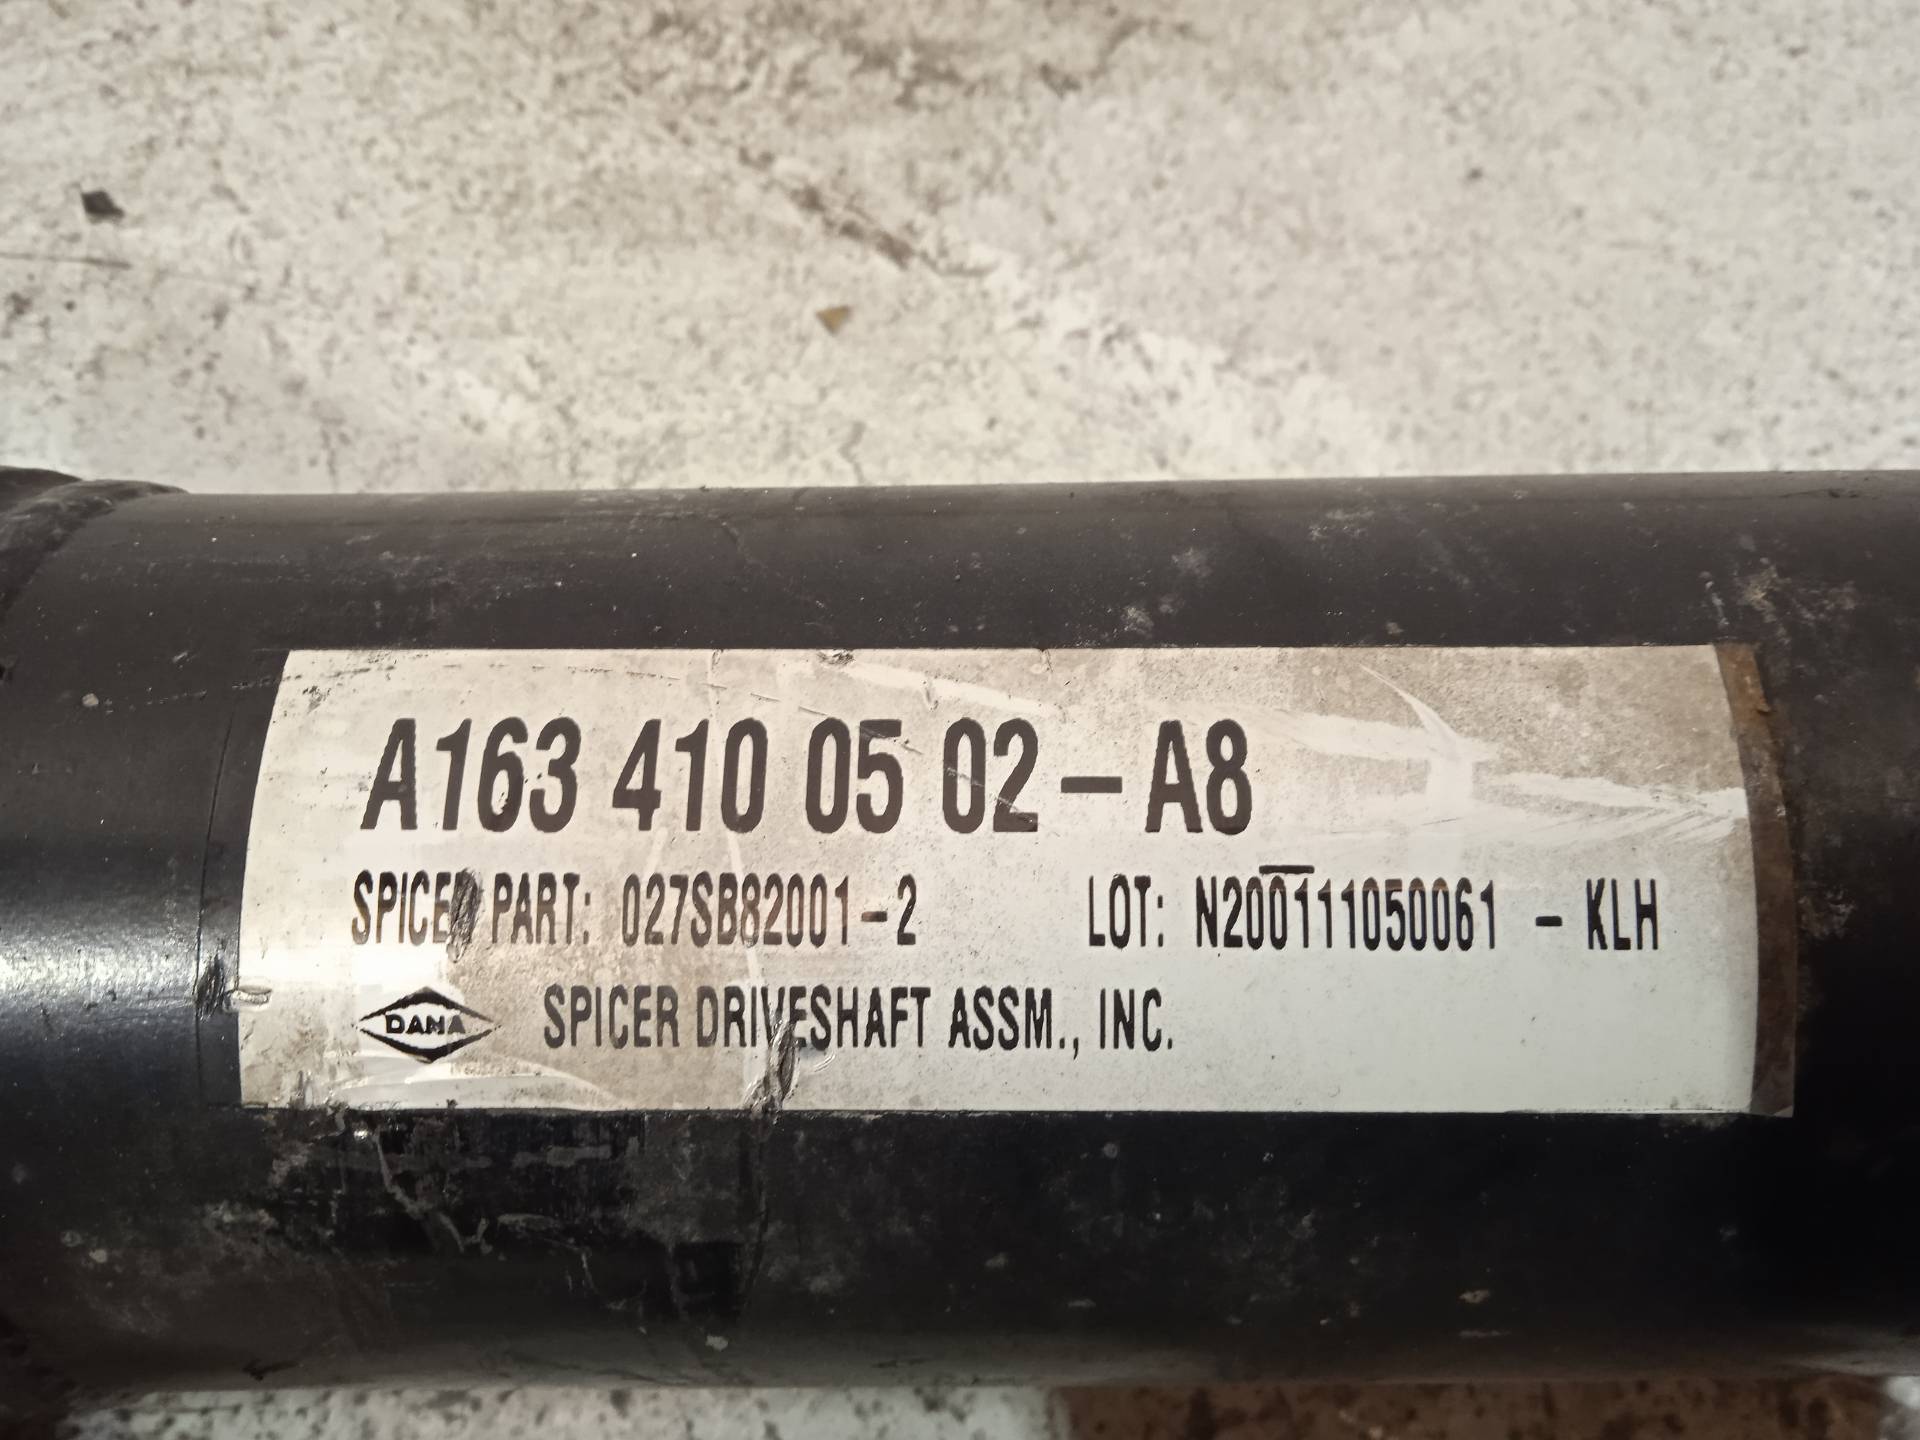 A163 410 05 02-A8
SPICER PART: 027SB82001-2 LOT: N200111050061 - KLH
DANA SPICER DRIVESHAFT ASSM., INC.